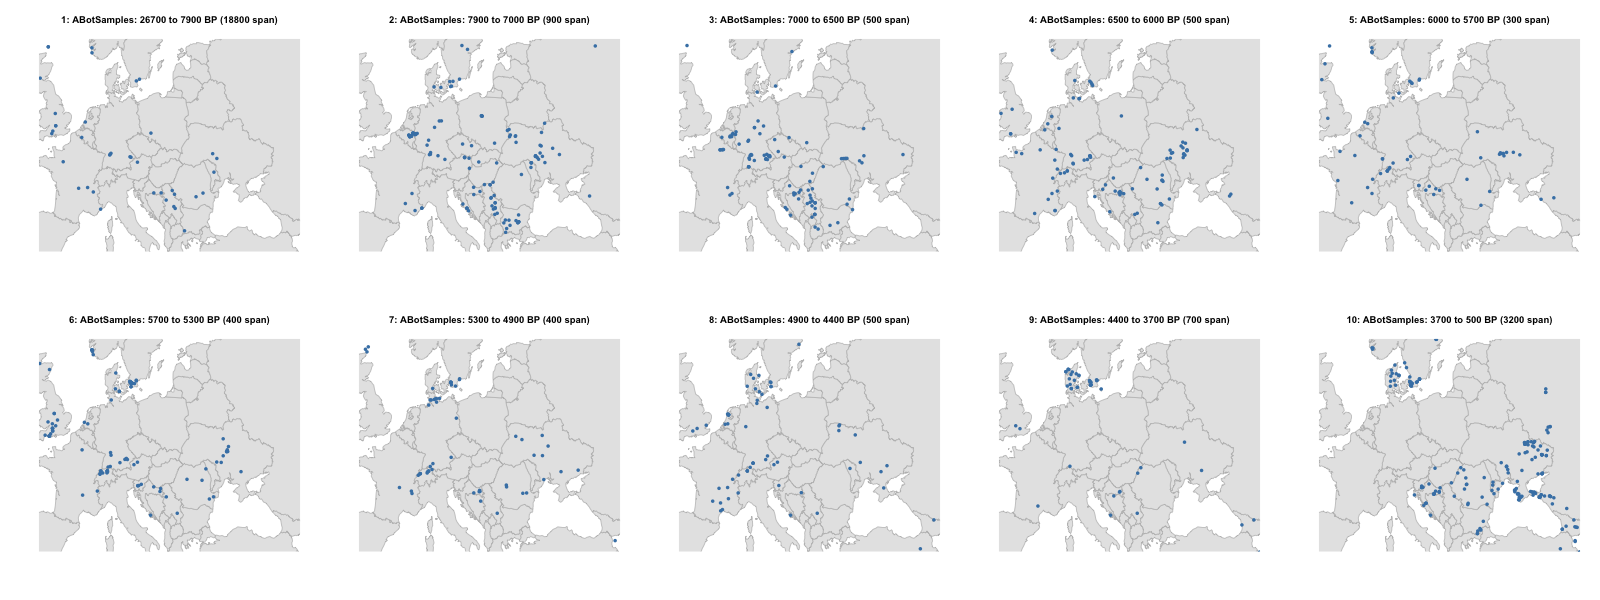 1: ABotSamples: 26700 to 7900 BP (18800 span)
2: ABotSamples: 7900 to 7000 BP (900 span)
3: ABotSamples: 7000 to 6500 BP (500 span)
4: ABotSamples: 6500 to 6000 BP (500 span)
5: ABotSamples: 6000 to 5700 BP (300 span)
6: ABotSamples: 5700 to 5300 BP (400 span)
7: ABotSamples: 5300 to 4900 BP (400 span)
8: ABotSamples: 4900 to 4400 BP (500 span)
9: ABotSamples: 4400 to 3700 BP (700 span)
10: ABotSamples: 3700 to 500 BP (3200 span)